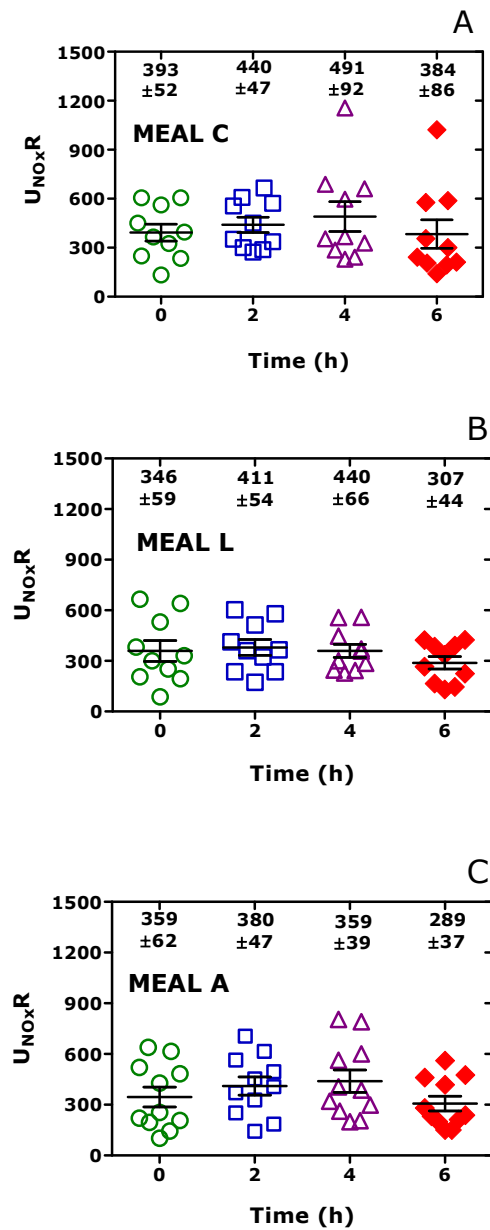 A
1500
393 440 491 384
±52 ±47 ±92 ±86
1200
MEAL C
900
600
300
0
U_NOxR
0 2 4 6
Time (h)
B
1500
346 411 440 307
±59 ±54 ±66 ±44
1200
MEAL L
900
600
300
0
U_NOxR
0 2 4 6
Time (h)
C
1500
359 380 359 289
±62 ±47 ±39 ±37
1200
MEAL A
900
600
300
0
U_NOxR
0 2 4 6
Time (h)